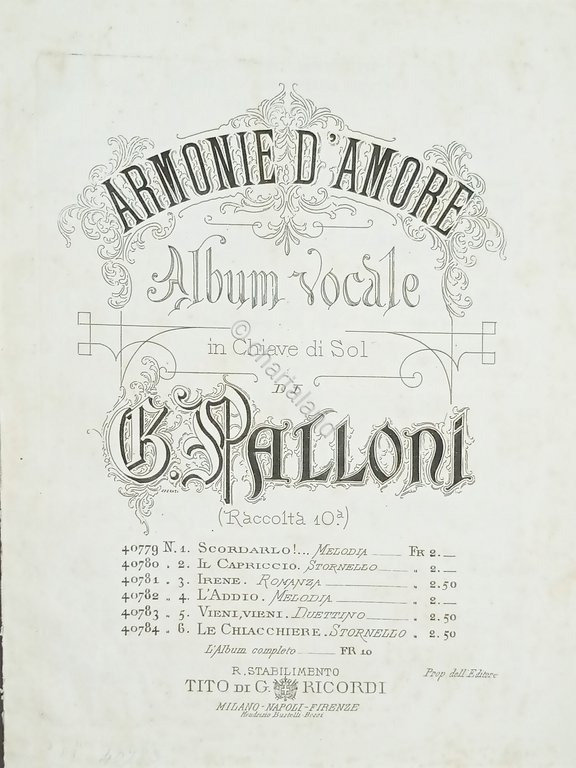 ARMONIE D'AMORE
Album Vocale
in Chiave di Sol
DI
G. PALLONI
(Raccolta 10ª)
40779 N. 1. SCORDARLO!... MELODIA FR 2.—
40780 „ 2. IL CAPRICCIO. STORNELLO „ 2.—
40781 „ 3. IRENE. ROMANZA „ 2.50
40782 „ 4. L'ADDIO. MELODIA „ 2.—
40783 „ 5. VIENI, VIENI. DUETTINO „ 2.50
40784 „ 6. LE CHIACCHIERE. STORNELLO „ 2.50
L'Album completo FR 10
R. STABILIMENTO
Prop. dell'Editore
TITO DI G. RICORDI
MILANO-NAPOLI-FIRENZE
Bustelli Bocci